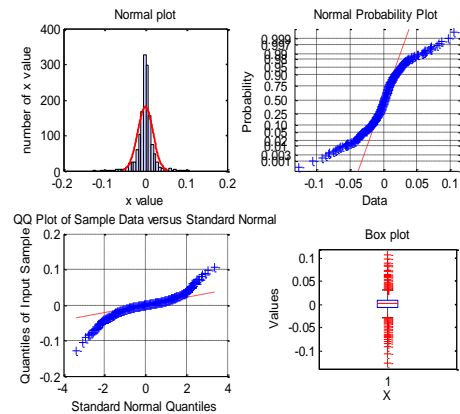 Normal plot
400
300
200
100
0
number of x value
-0.2 -0.1 0 0.1 0.2
x value
Normal Probability Plot
0.999
0.997
0.99
0.98
0.95
0.90
0.75
0.50
0.25
0.10
0.05
0.02
0.01
0.003
0.001
Probability
-0.1 -0.05 0 0.05 0.1
Data
QQ Plot of Sample Data versus Standard Normal
0.2
0.1
0
-0.1
-0.2
Quantiles of Input Sample
-4 -2 0 2 4
Standard Normal Quantiles
Box plot
0.1
0.05
0
-0.05
-0.1
Values
1
X